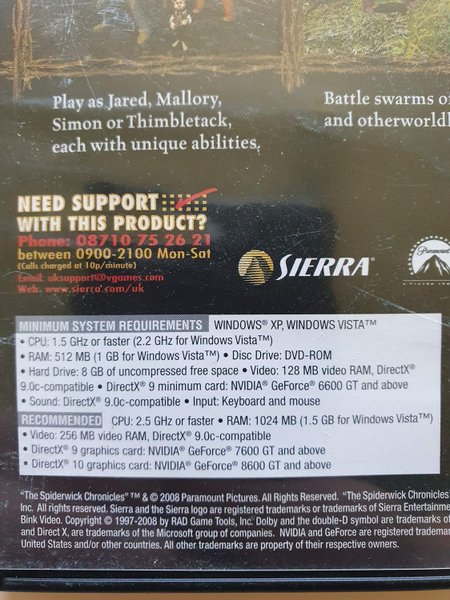 Play as Jared, Mallory,
Simon or Thimbletack,
each with unique abilities.
Battle swarms
and otherworldl
NEED SUPPORT
WITH THIS PRODUCT?
Phone: 08710 75 26 21
between 0900-2100 Mon-Sat
(Calls charged at 10p/minute)
Email: uksupport@vgames.com
Web: www.sierra.com/uk
SIERRA
Paramount
MINIMUM SYSTEM REQUIREMENTS WINDOWS® XP, WINDOWS VISTA™
• CPU: 1.5 GHz or faster (2.2 GHz for Windows Vista™)
• RAM: 512 MB (1 GB for Windows Vista™) • Disc Drive: DVD-ROM
• Hard Drive: 8 GB of uncompressed free space • Video: 128 MB video RAM, DirectX®
9.0c-compatible • DirectX® 9 minimum card: NVIDIA® GeForce® 6600 GT and above
• Sound: DirectX® 9.0c-compatible • Input: Keyboard and mouse
RECOMMENDED CPU: 2.5 GHz or faster • RAM: 1024 MB (1.5 GB for Windows Vista™)
• Video: 256 MB video RAM, DirectX® 9.0c-compatible
• DirectX® 9 graphics card: NVIDIA® GeForce® 7600 GT and above
• DirectX® 10 graphics card: NVIDIA® GeForce® 8600 GT and above
"The Spiderwick Chronicles" ™ & © 2008 Paramount Pictures. All Rights Reserved. "The Spiderwick Chronicles"
Inc. All rights reserved. Sierra and the Sierra logo are registered trademarks or trademarks of Sierra Entertainme
Bink Video. Copyright © 1997-2008 by RAD Game Tools, Inc. Dolby and the double-D symbol are trademarks of
and Direct X, are trademarks of the Microsoft group of companies. NVIDIA and GeForce are registered trademar
United States and/or other countries. All other trademarks are property of their respective owners.